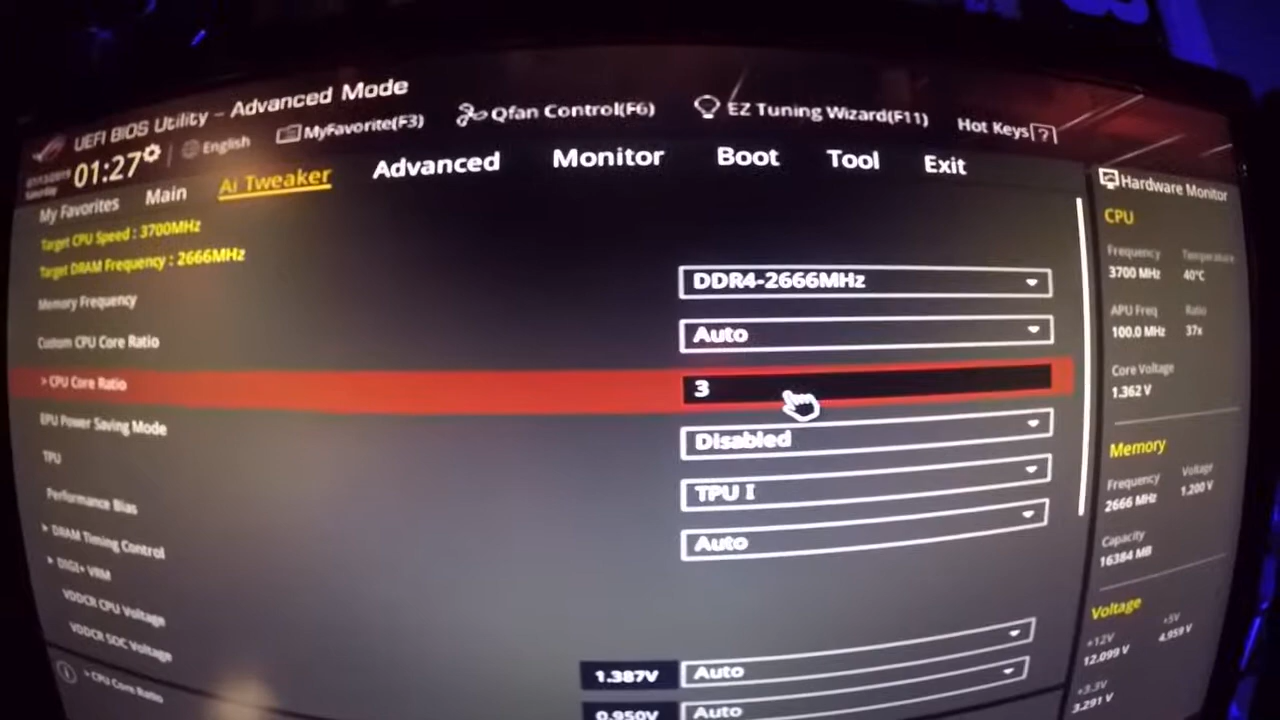 UEFI BIOS Utility – Advanced Mode
01:27
English
MyFavorite(F3)
Qfan Control(F6)
EZ Tuning Wizard(F11)
Hot Keys
?
My Favorites
Main
Ai Tweaker
Advanced
Monitor
Boot
Tool
Exit
Target CPU Speed : 3700MHz
Target DRAM Frequency : 2666MHz
Memory Frequency
DDR4-2666MHz
Custom CPU Core Ratio
Auto
> CPU Core Ratio
3
EPU Power Saving Mode
Disabled
TPU
TPU I
Performance Bias
Auto
> DRAM Timing Control
> DIGI+ VRM
VDDCR CPU Voltage
1.387V
Auto
VDDCR SOC Voltage
0.950V
Auto
> CPU Core Ratio
Hardware Monitor
CPU
Frequency
Temperature
3700 MHz
40°C
APU Freq
Ratio
100.0 MHz
37x
Core Voltage
1.362 V
Memory
Frequency
Voltage
2666 MHz
1.200 V
Capacity
16384 MB
Voltage
+12V
+5V
12.099 V
4.959 V
+3.3V
3.291 V